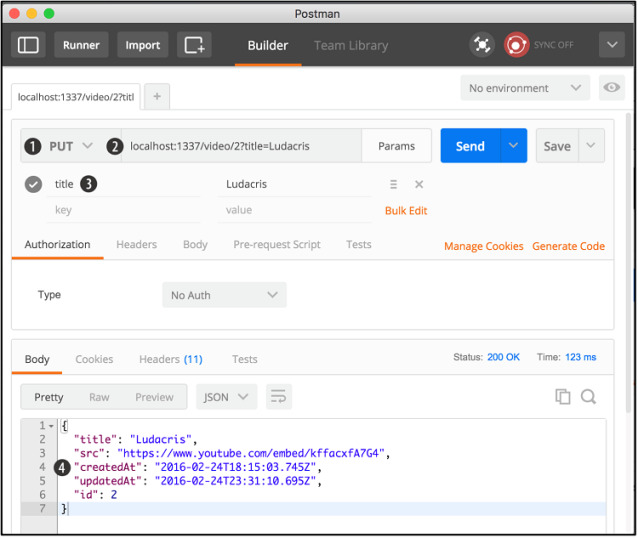 Postman
Runner Import Builder Team Library SYNC OFF
No environment
localhost:1337/video/2?titl +
1 PUT 2 localhost:1337/video/2?title=Ludacris Params Send Save
title 3 Ludacris
key value Bulk Edit
Authorization Headers Body Pre-request Script Tests Manage Cookies Generate Code
Type No Auth
Body Cookies Headers (11) Tests Status: 200 OK Time: 123 ms
Pretty Raw Preview JSON
1 {
2 "title": "Ludacris",
3 "src": "https://www.youtube.com/embed/kffacxfA7G4",
4 4 "createdAt": "2016-02-24T18:15:03.745Z",
5 "updatedAt": "2016-02-24T23:31:10.695Z",
6 "id": 2
7 }